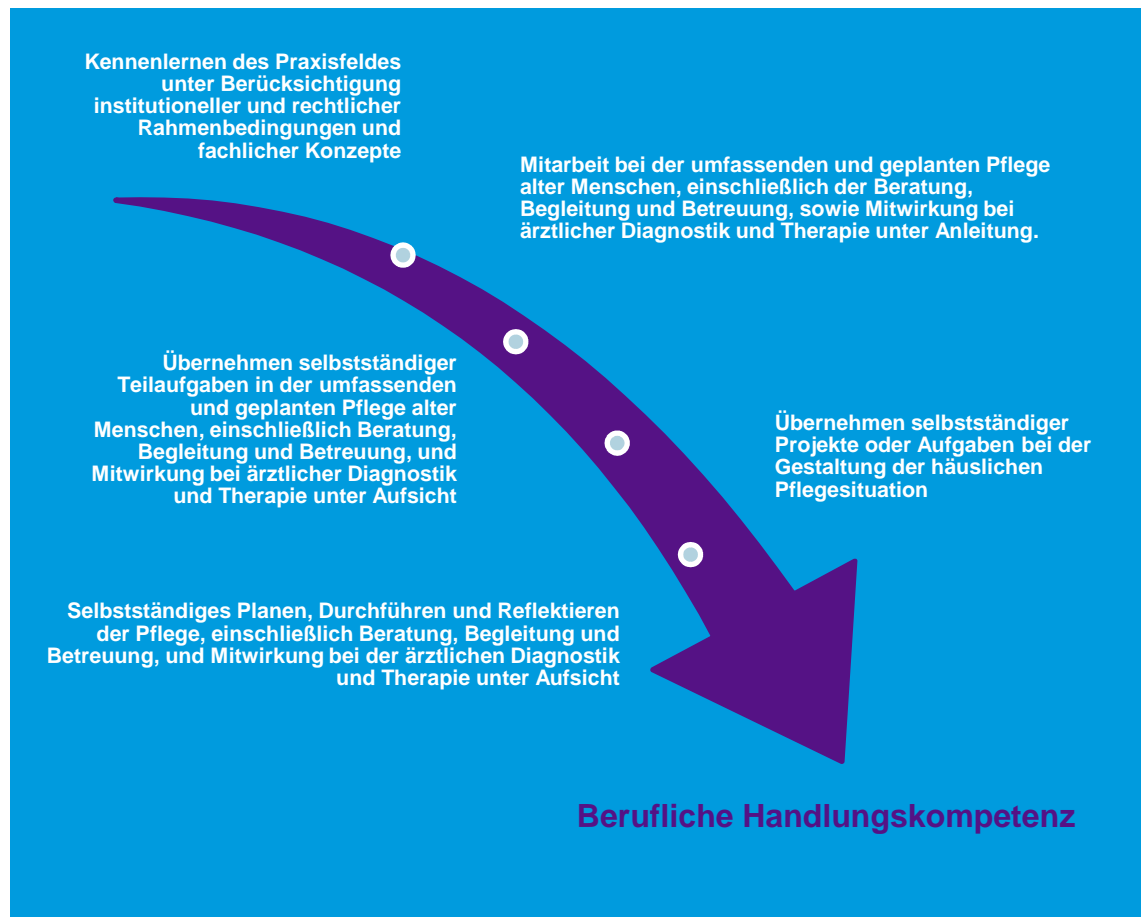 Kennenlernen des Praxisfeldes
unter Berücksichtigung
institutioneller und rechtlicher
Rahmenbedingungen und
fachlicher Konzepte
Mitarbeit bei der umfassenden und geplanten Pflege
alter Menschen, einschließlich der Beratung,
Begleitung und Betreuung, sowie Mitwirkung bei
ärztlicher Diagnostik und Therapie unter Anleitung.
Übernehmen selbstständiger
Teilaufgaben in der umfassenden
und geplanten Pflege alter
Menschen, einschließlich Beratung,
Begleitung und Betreuung, und
Mitwirkung bei ärztlicher Diagnostik
und Therapie unter Aufsicht
Übernehmen selbstständiger
Projekte oder Aufgaben bei der
Gestaltung der häuslichen
Pflegesituation
Selbstständiges Planen, Durchführen und Reflektieren
der Pflege, einschließlich Beratung, Begleitung und
Betreuung, und Mitwirkung bei der ärztlichen Diagnostik
und Therapie unter Aufsicht
Berufliche Handlungskompetenz